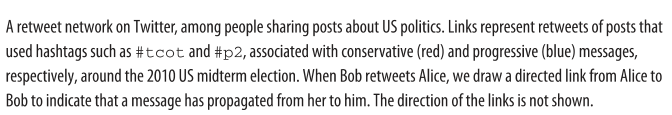 A retweet network on Twitter, among people sharing posts about US politics. Links represent retweets of posts that
used hashtags such as #tcot and #p2, associated with conservative (red) and progressive (blue) messages,
respectively, around the 2010 US midterm election. When Bob retweets Alice, we draw a directed link from Alice to
Bob to indicate that a message has propagated from her to him. The direction of the links is not shown.